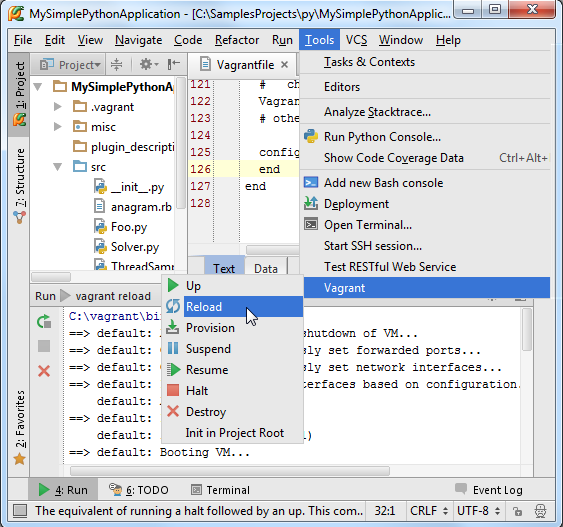 MySimplePythonApplication - [C:\SamplesProjects\py\MySimplePythonApplic...
File Edit View Navigate Code Refactor Run Tools VCS Window Help
1: Project
7: Structure
2: Favorites
Project
MySimplePythonAp
.vagrant
misc
plugin_descripti
src
__init__.py
anagram.rb
Foo.py
Solver.py
ThreadSamp
Vagrantfile
121 # ch
122 Vagran
123 # othe
124
125 config
126 end
127 end
128
Text Data
Tasks & Contexts
Editors
Analyze Stacktrace...
Run Python Console...
Show Code Coverage Data Ctrl+Alt+
Add new Bash console
Deployment
Open Terminal...
Start SSH session...
Test RESTful Web Service
Vagrant
Up
Reload
Provision
Suspend
Resume
Halt
Destroy
Init in Project Root
Run vagrant reload
C:\vagrant\bi
==> default: shutdown of VM...
==> default: sly set forwarded ports...
==> default: sly set network interfaces...
==> default: terfaces based on configuration.
default:
==> default:
default: )
==> default: Booting VM...
4: Run 6: TODO Terminal Event Log
The equivalent of running a halt followed by an up. This com... 32:1 CRLF UTF-8